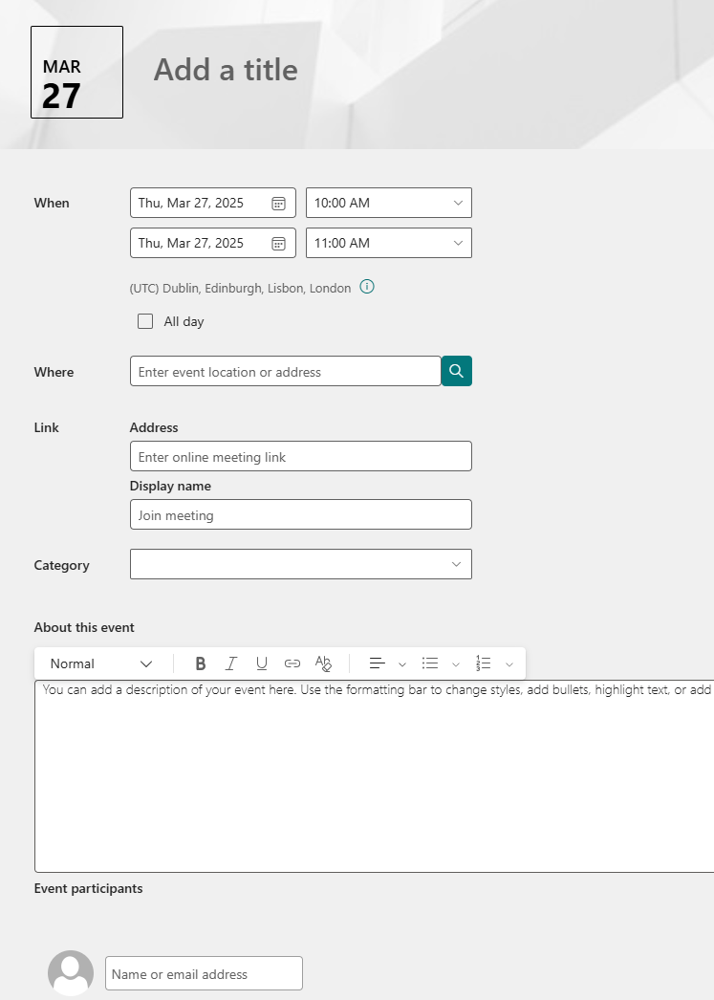 MAR
27
Add a title
When
Thu, Mar 27, 2025
10:00 AM
Thu, Mar 27, 2025
11:00 AM
(UTC) Dublin, Edinburgh, Lisbon, London
All day
Where
Enter event location or address
Link
Address
Enter online meeting link
Display name
Join meeting
Category
About this event
Normal
B I U
You can add a description of your event here. Use the formatting bar to change styles, add bullets, highlight text, or add
Event participants
Name or email address